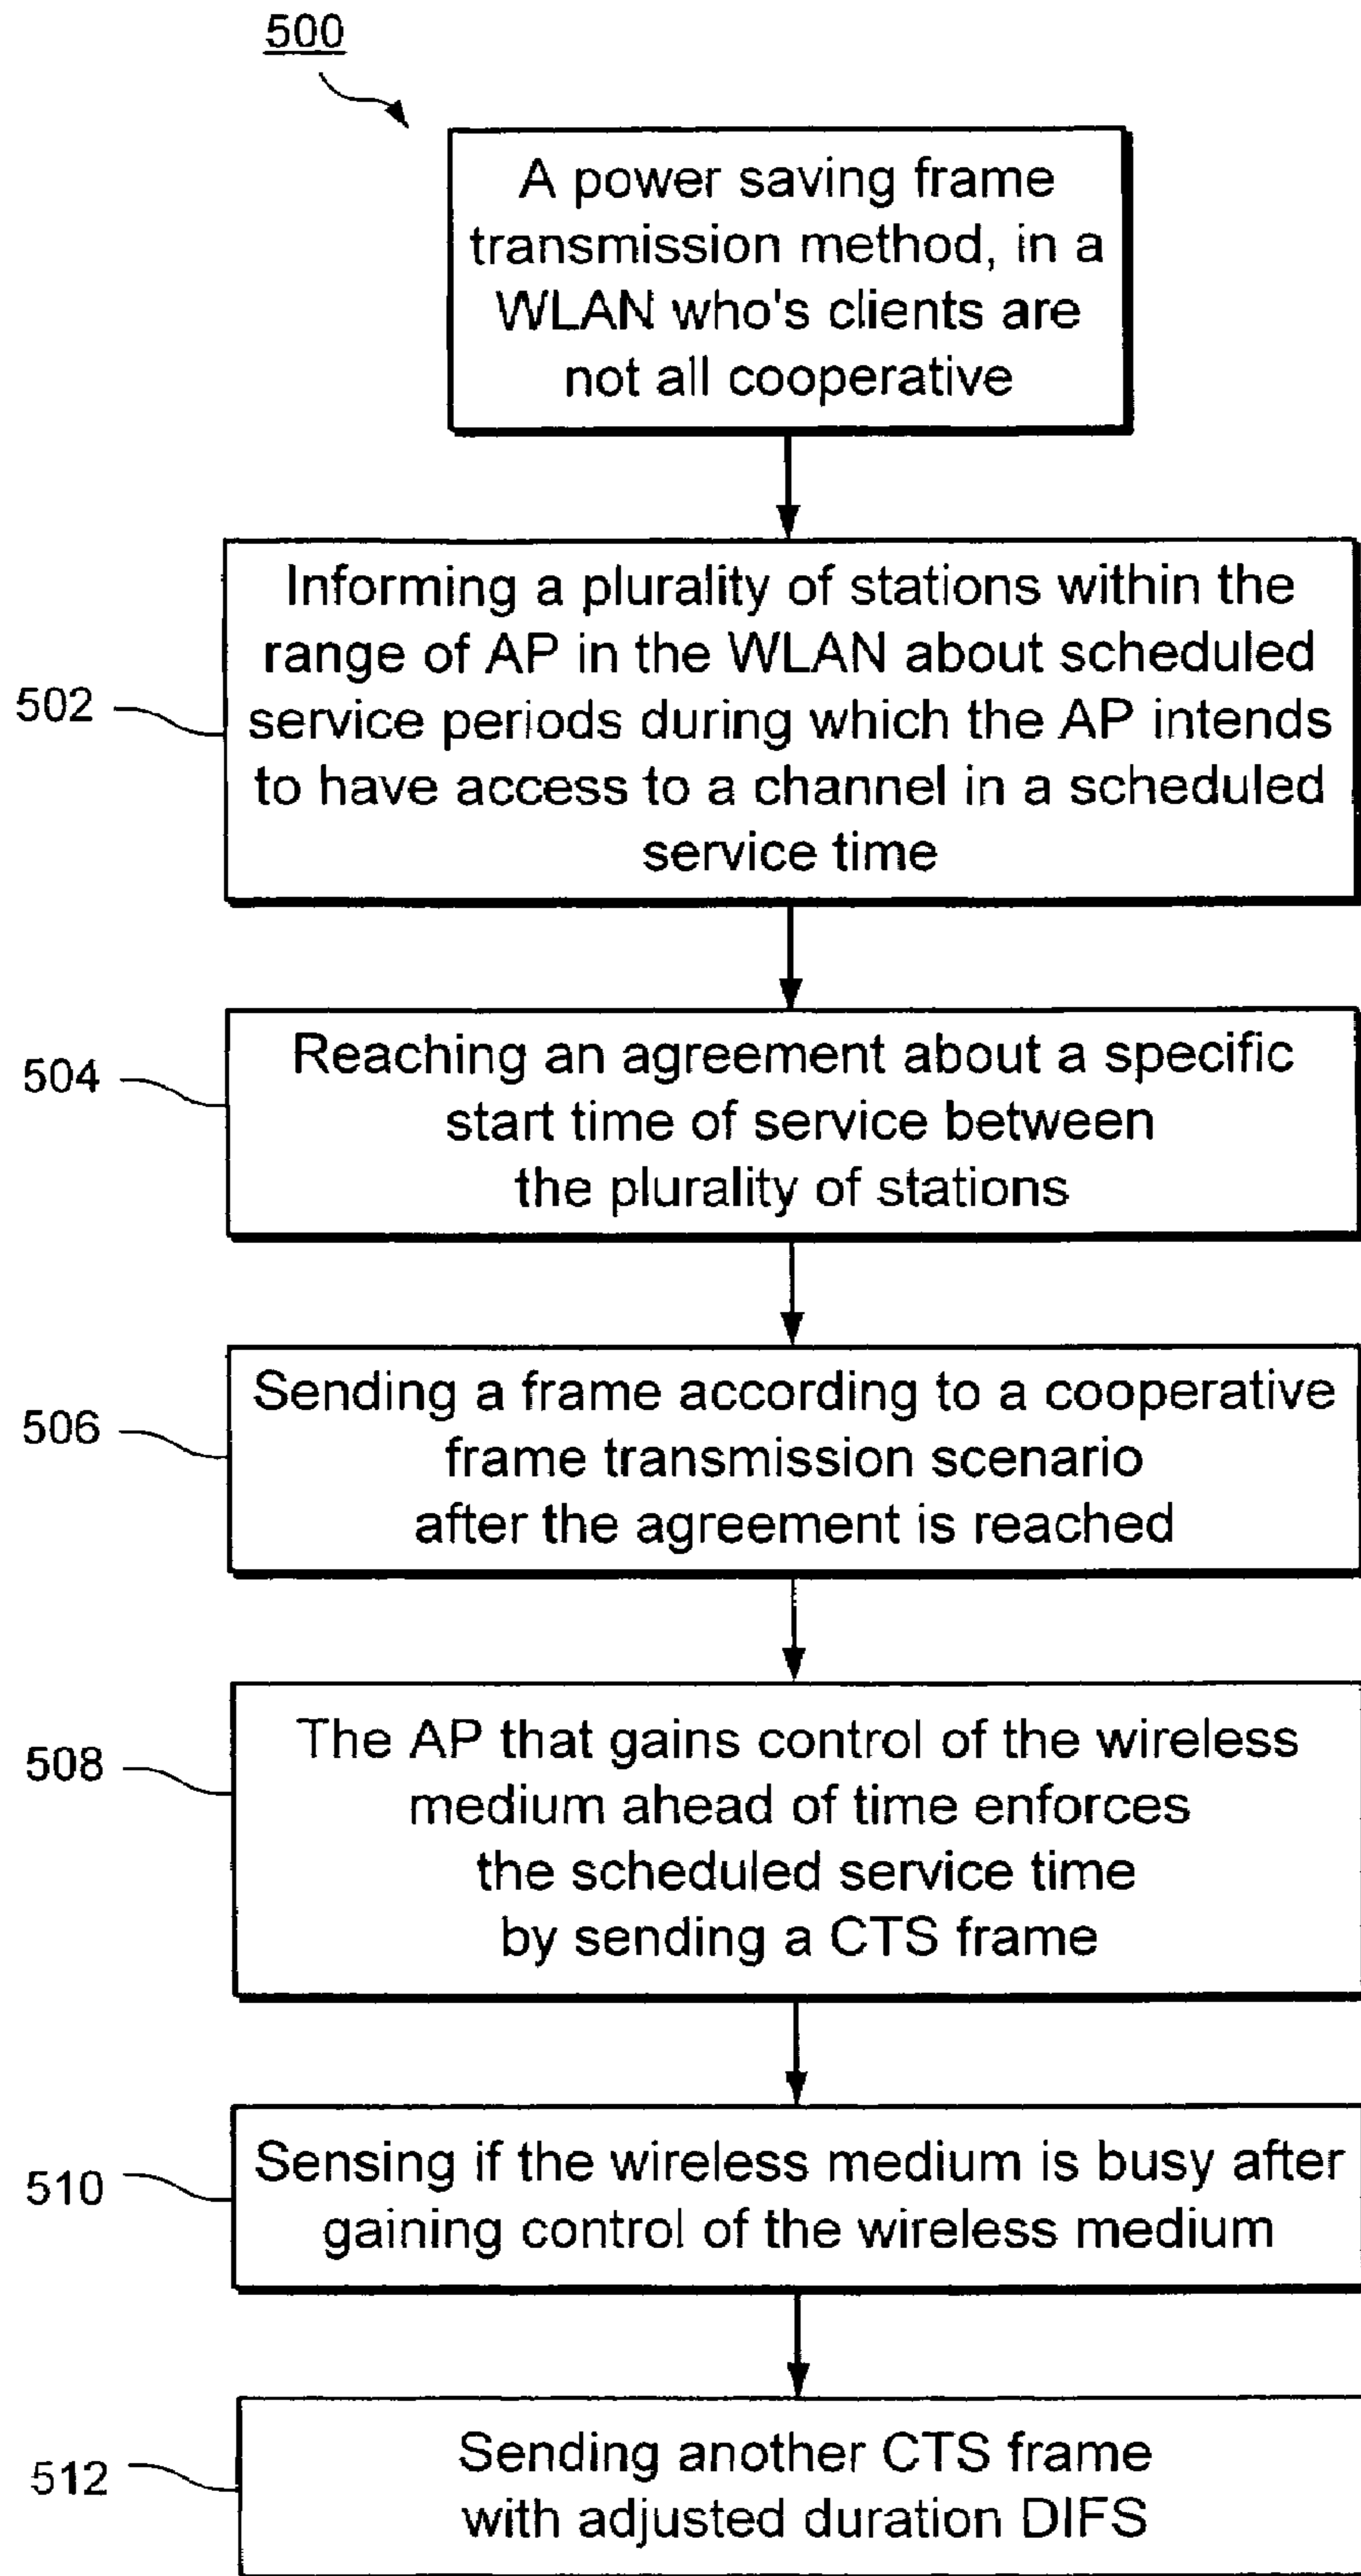 500
A power saving frame
transmission method, in a
WLAN who's clients are
not all cooperative
502
Informing a plurality of stations within the
range of AP in the WLAN about scheduled
service periods during which the AP intends
to have access to a channel in a scheduled
service time
504
Reaching an agreement about a specific
start time of service between
the plurality of stations
506
Sending a frame according to a cooperative
frame transmission scenario
after the agreement is reached
508
The AP that gains control of the wireless
medium ahead of time enforces
the scheduled service time
by sending a CTS frame
510
Sensing if the wireless medium is busy after
gaining control of the wireless medium
512
Sending another CTS frame
with adjusted duration DIFS